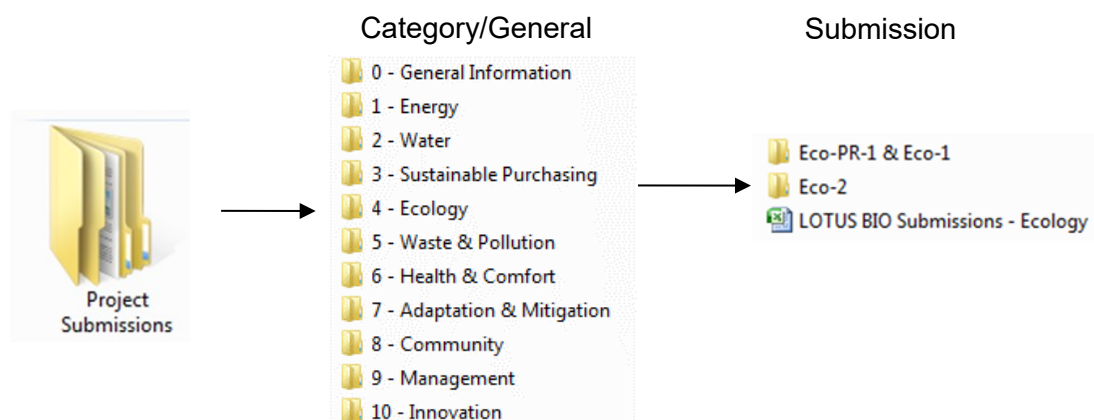 Category/General
Submission
0 - General Information
1 - Energy
2 - Water
3 - Sustainable Purchasing
4 - Ecology
5 - Waste & Pollution
6 - Health & Comfort
7 - Adaptation & Mitigation
8 - Community
9 - Management
10 - Innovation
Project
Submissions
Eco-PR-1 & Eco-1
Eco-2
LOTUS BIO Submissions - Ecology